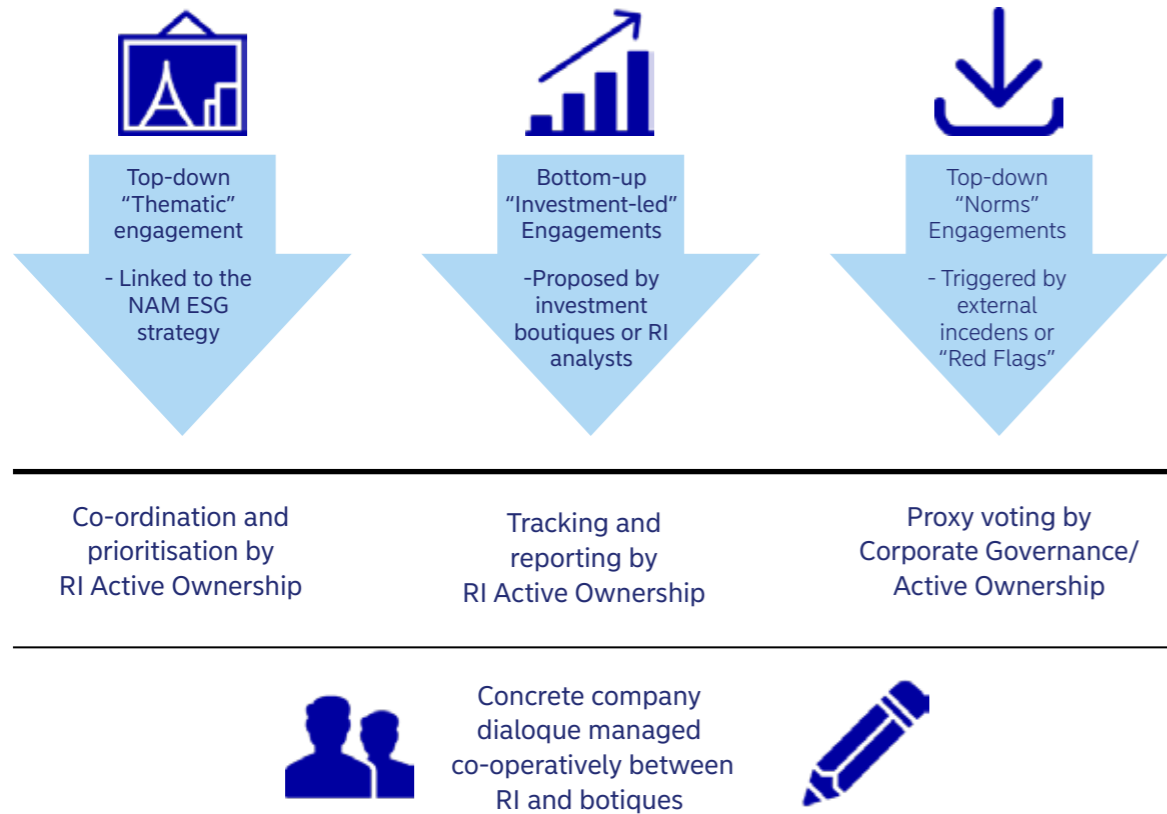 Top-down
“Thematic”
engagement
- Linked to the
NAM ESG
strategy
Bottom-up
“Investment-led”
Engagements
-Proposed by
investment
boutiques or RI
analysts
Top-down
“Norms”
Engagements
- Triggered by
external
incedens or
“Red Flags”
Co-ordination and
prioritisation by
RI Active Ownership
Tracking and
reporting by
RI Active Ownership
Proxy voting by
Corporate Governance/
Active Ownership
Concrete company
dialoque managed
co-operatively between
RI and botiques